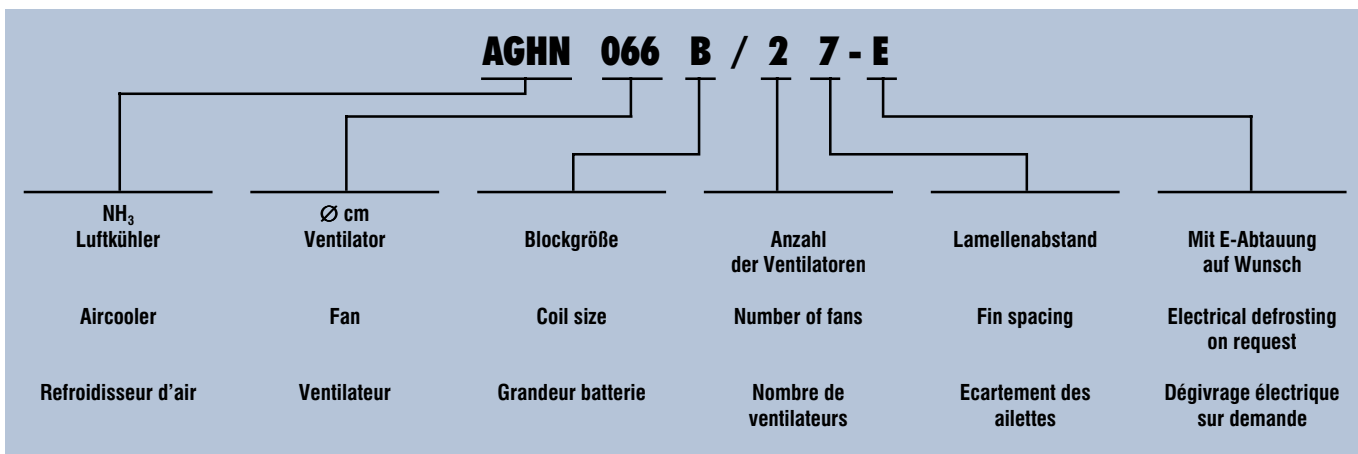 AGHN 066 B / 2 7 - E
NH₃
Luftkühler
Aircooler
Refroidisseur d'air
Ø cm
Ventilator
Fan
Ventilateur
Blockgröße
Coil size
Grandeur batterie
Anzahl
der Ventilatoren
Number of fans
Nombre de
ventilateurs
Lamellenabstand
Fin spacing
Ecartement des
ailettes
Mit E-Abtauung
auf Wunsch
Electrical defrosting
on request
Dégivrage électrique
sur demande